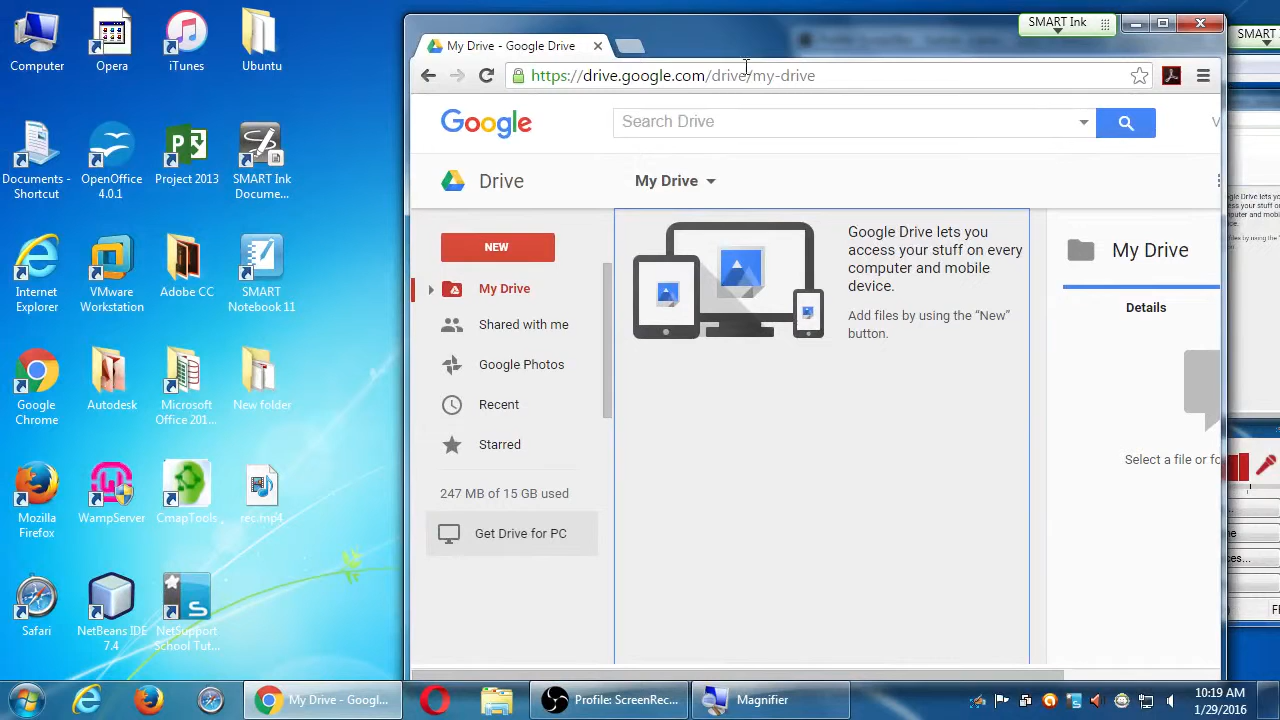 Computer
Opera
iTunes
Ubuntu
Documents -
Shortcut
OpenOffice
4.0.1
Project 2013
SMART Ink
Docume...
Internet
Explorer
VMware
Workstation
Adobe CC
SMART
Notebook 11
Google
Chrome
Autodesk
Microsoft
Office 201...
New folder
Mozilla
Firefox
WampServer
CmapTools
rec.mp4
Safari
NetBeans IDE
7.4
NetSupport
School Tut...
SMART Ink
My Drive - Google Drive
https://drive.google.com/drive/my-drive
Google
Search Drive
Drive
My Drive
NEW
My Drive
Shared with me
Google Photos
Recent
Starred
247 MB of 15 GB used
Get Drive for PC
Google Drive lets you
access your stuff on every
computer and mobile
device.
Add files by using the “New”
button.
My Drive
Details
Select a file or fo
SMART Ink
My Drive - Googl...
Profile: ScreenRec...
Magnifier
10:19 AM
1/29/2016